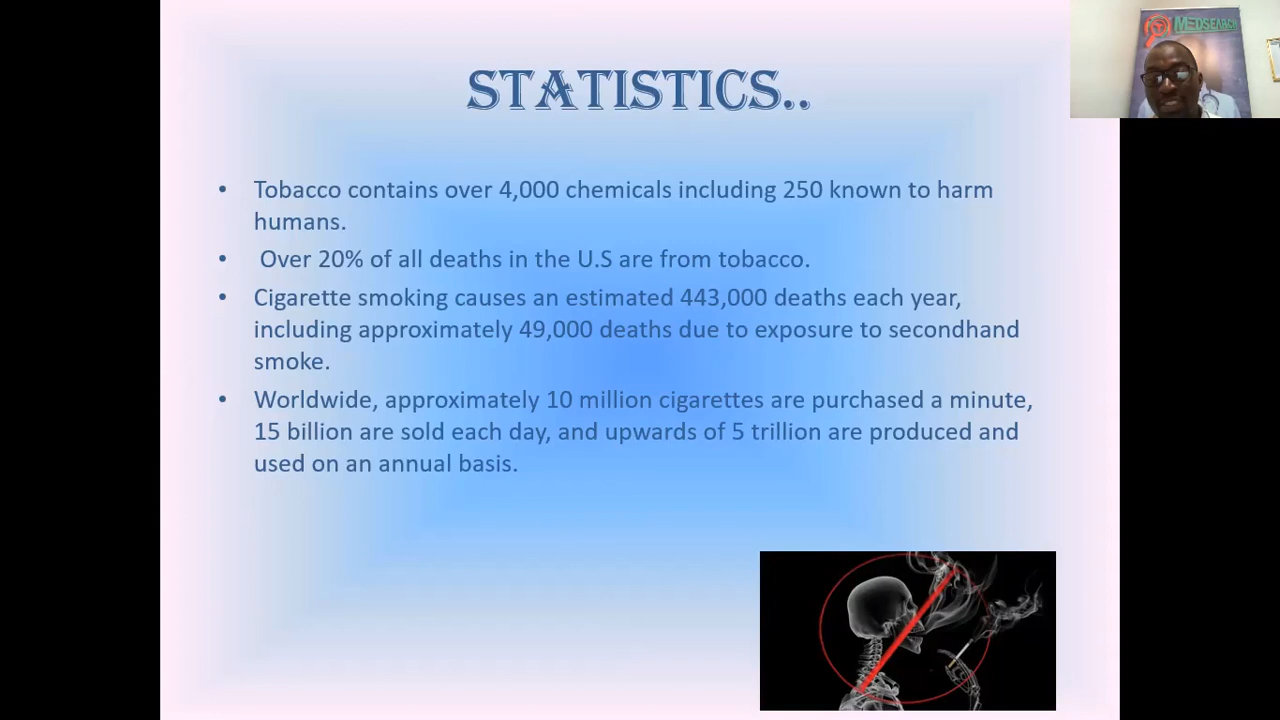 MEDSEARCH
STATISTICS..
• Tobacco contains over 4,000 chemicals including 250 known to harm
humans.
• Over 20% of all deaths in the U.S are from tobacco.
• Cigarette smoking causes an estimated 443,000 deaths each year,
including approximately 49,000 deaths due to exposure to secondhand
smoke.
• Worldwide, approximately 10 million cigarettes are purchased a minute,
15 billion are sold each day, and upwards of 5 trillion are produced and
used on an annual basis.